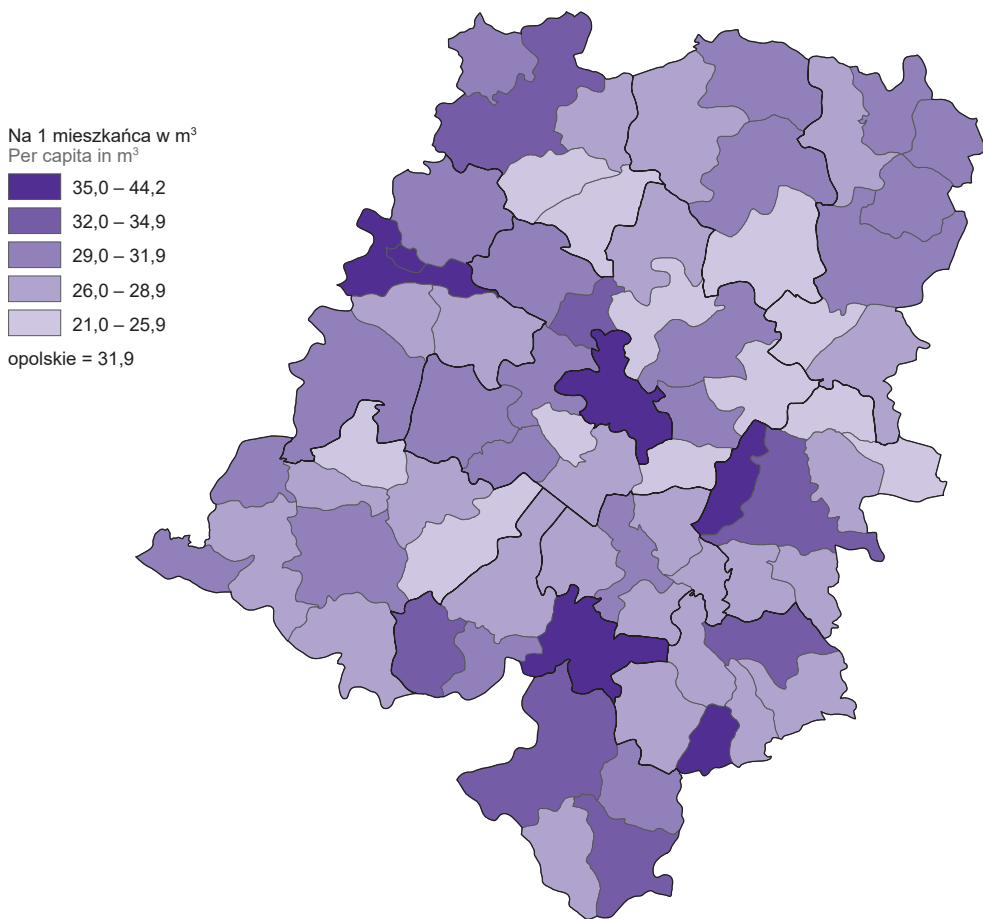 Na 1 mieszkańca w m³
Per capita in m³
35,0 – 44,2
32,0 – 34,9
29,0 – 31,9
26,0 – 28,9
21,0 – 25,9
opolskie = 31,9